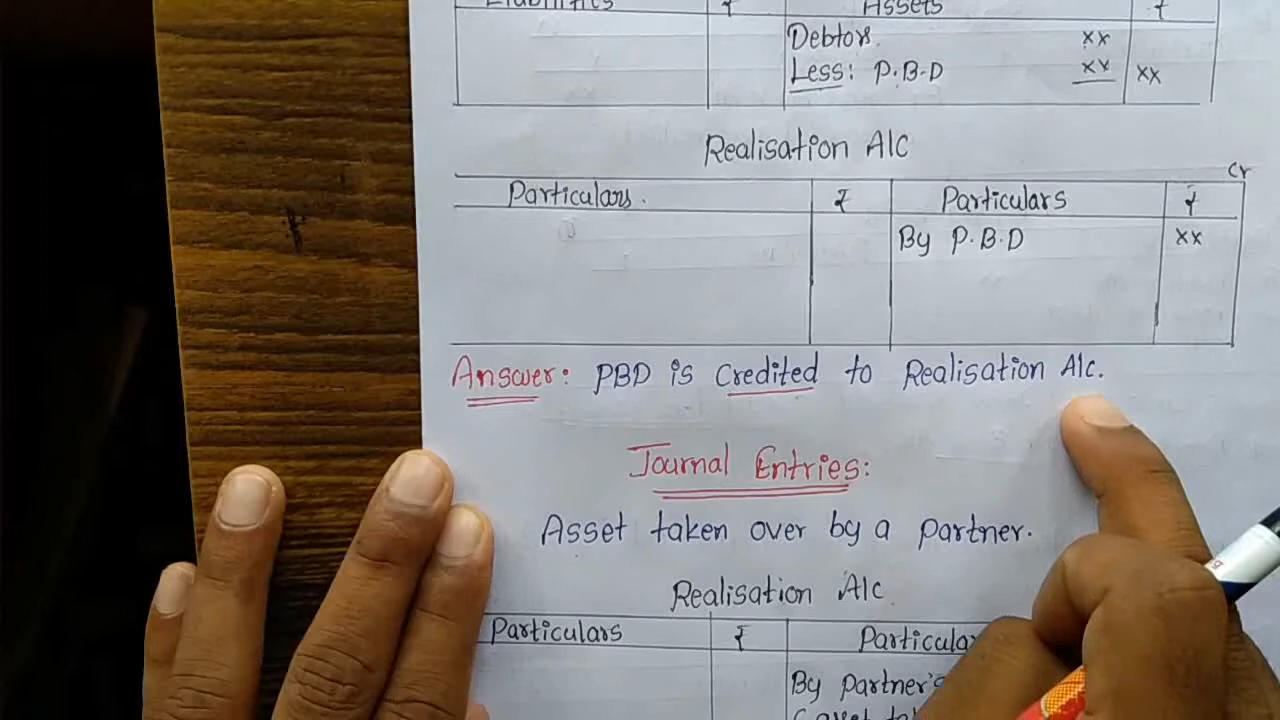 Liabilities ₹ Assets ₹
Debtors. xx
Less: P.B.D xx xx
Realisation A/c
Cr
Particulars. ₹ Particulars ₹
By P.B.D xx
Answer: PBD is credited to Realisation A/c.
Journal Entries:
Asset taken over by a partner.
Realisation A/c
Particulars ₹
By partner's